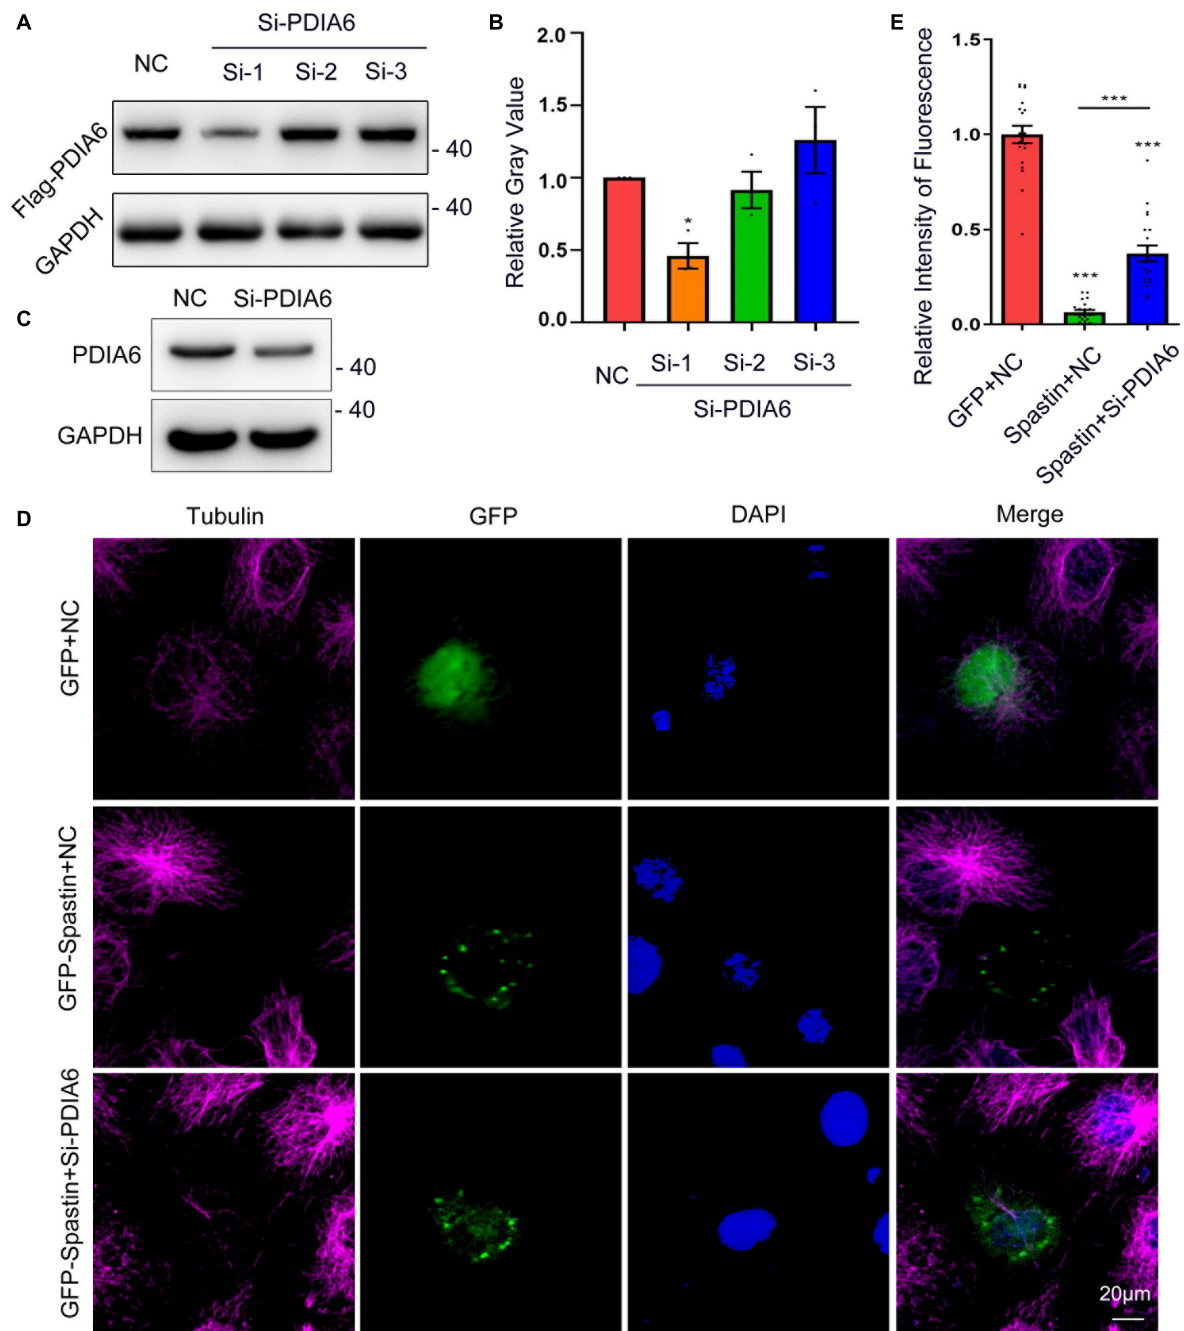 A
Si-PDIA6
NC
Si-1
Si-2
Si-3
Flag-PDIA6
- 40
GAPDH
- 40
B
Relative Gray Value
2.0
1.5
1.0
0.5
0.0
*
NC
Si-1
Si-2
Si-3
Si-PDIA6
E
Relative Intensity of Fluorescence
1.5
1.0
0.5
0.0
***
***
***
GFP+NC
Spastin+NC
Spastin+Si-PDIA6
C
NC
Si-PDIA6
PDIA6
- 40
GAPDH
- 40
D
Tubulin
GFP
DAPI
Merge
GFP+NC
GFP-Spastin+NC
GFP-Spastin+Si-PDIA6
20μm